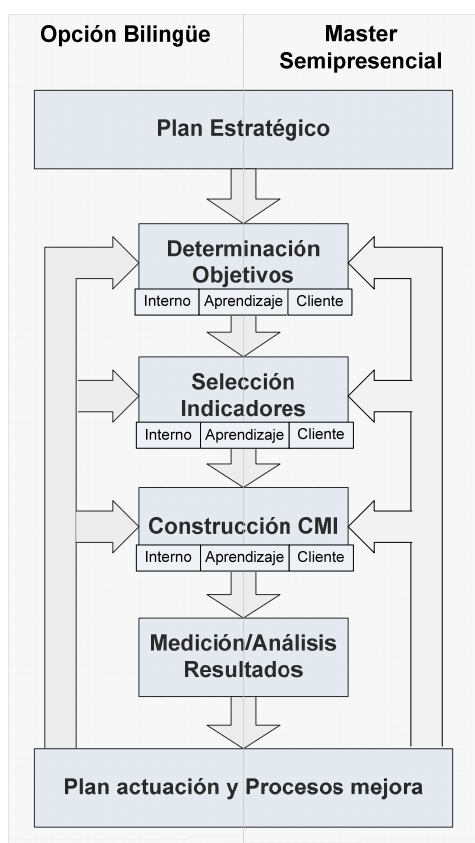 Opción Bilingüe
Master
Semipresencial
Plan Estratégico
Determinación
Objetivos
Interno Aprendizaje Cliente
Selección
Indicadores
Interno Aprendizaje Cliente
Construcción CMI
Interno Aprendizaje Cliente
Medición/Análisis
Resultados
Plan actuación y Procesos mejora